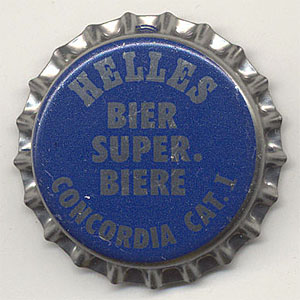 HELLES
BIER
SUPER.
BIERE
CONCORDIA CAT. I